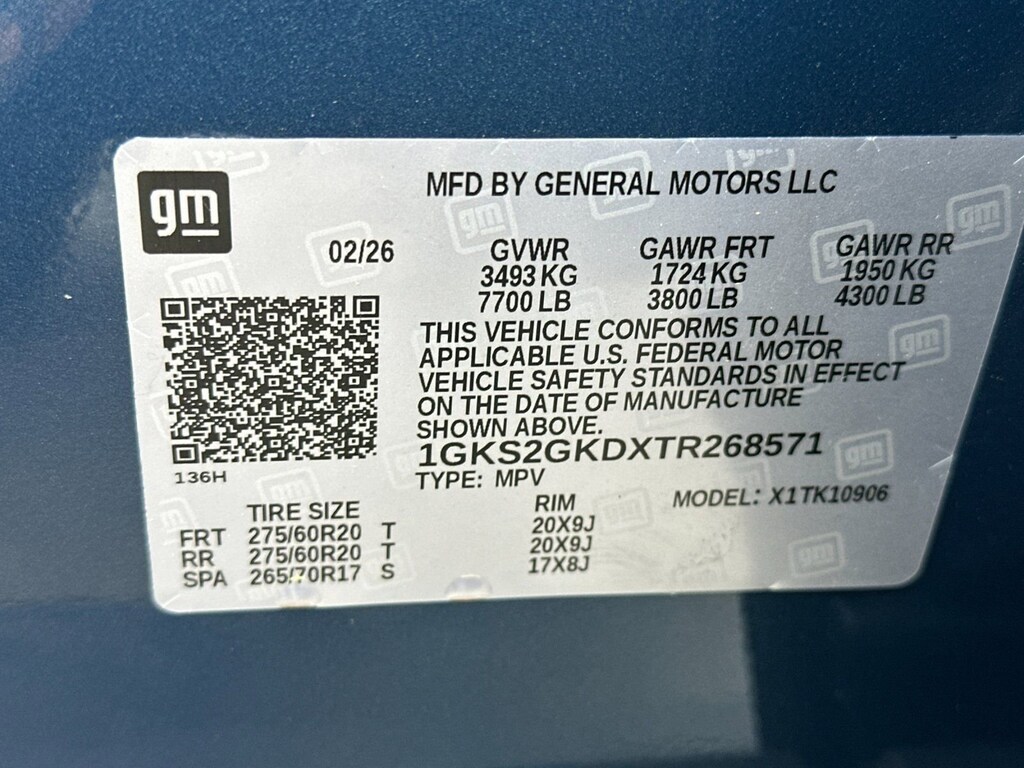 gm
MFD BY GENERAL MOTORS LLC
02/26 GVWR GAWR FRT GAWR RR
3493 KG 1724 KG 1950 KG
7700 LB 3800 LB 4300 LB
THIS VEHICLE CONFORMS TO ALL
APPLICABLE U.S. FEDERAL MOTOR
VEHICLE SAFETY STANDARDS IN EFFECT
ON THE DATE OF MANUFACTURE
SHOWN ABOVE.
1GKS2GKDXTR268571
136H
TYPE: MPV
MODEL: X1TK10906
TIRE SIZE RIM
FRT 275/60R20 T 20X9J
RR 275/60R20 T 20X9J
SPA 265/70R17 S 17X8J